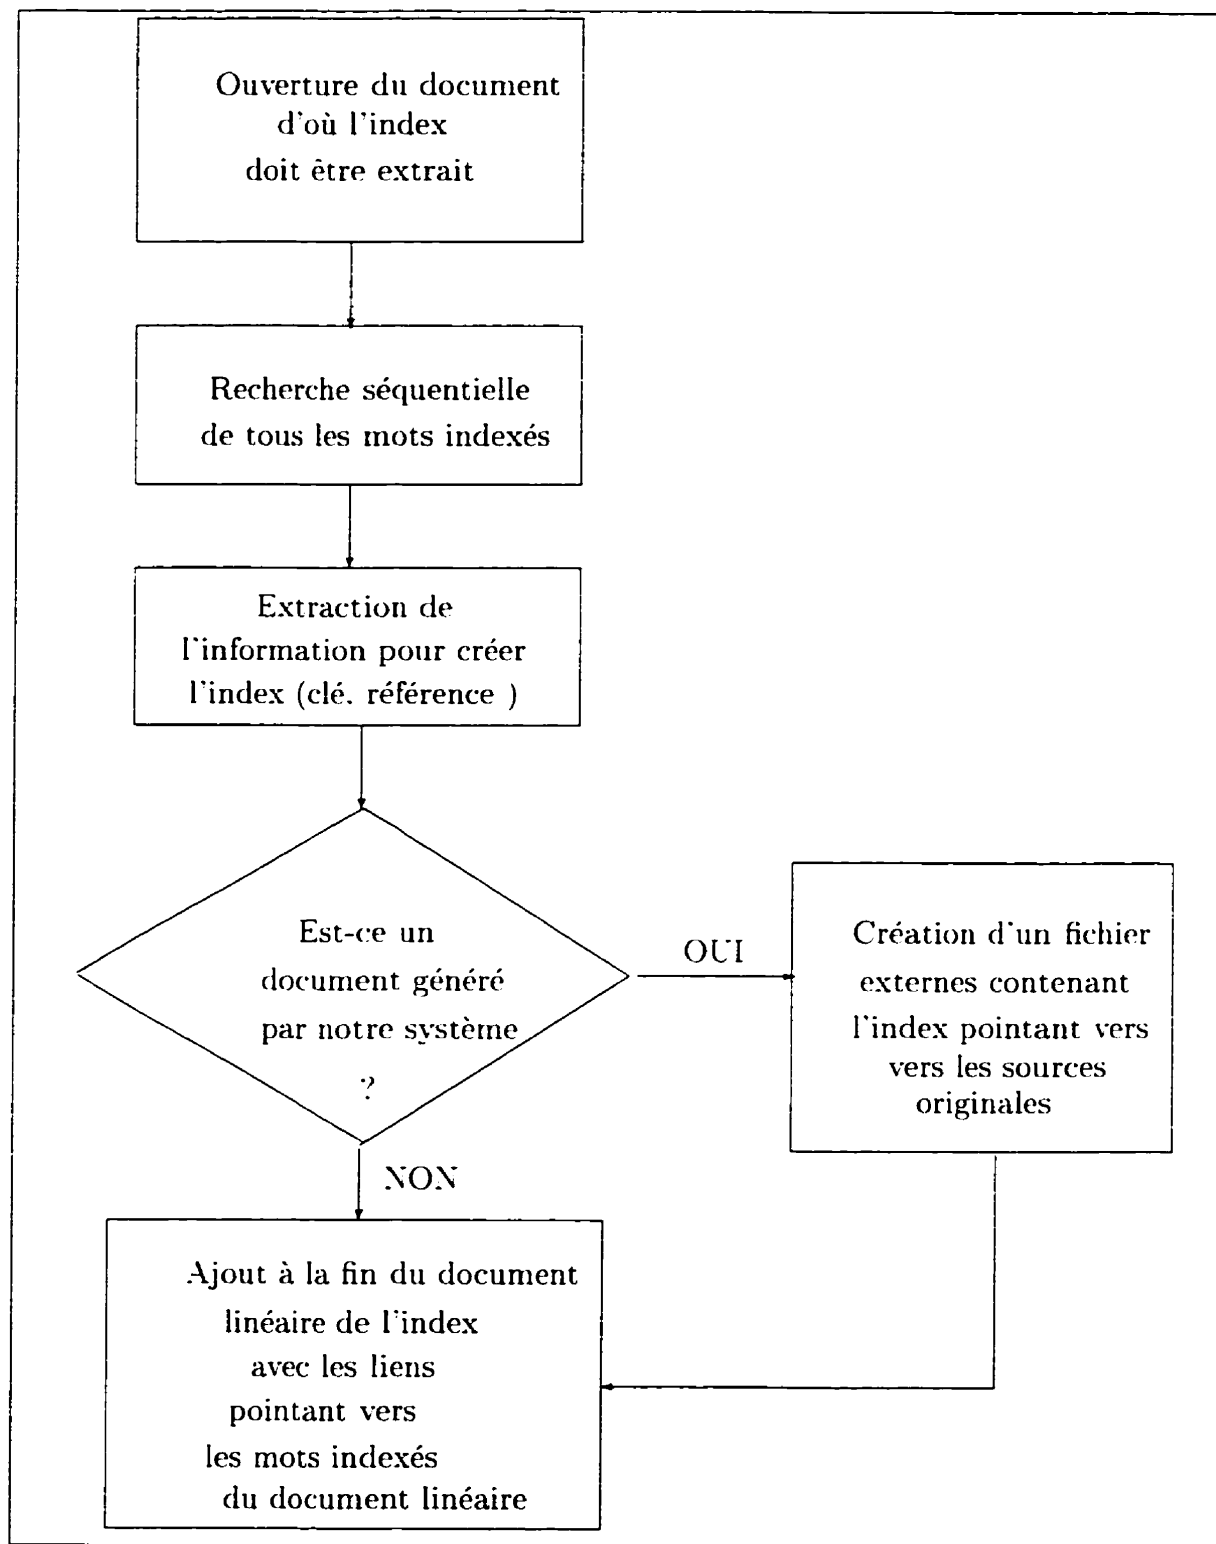 Ouverture du document
d'où l'index
doit être extrait
Recherche séquentielle
de tous les mots indexés
Extraction de
l'information pour créer
l'index (clé, référence )
Est-ce un
document généré
par notre système
?
OUI
Création d'un fichier
externes contenant
l'index pointant vers
vers les sources
originales
NON
Ajout à la fin du document
linéaire de l'index
avec les liens
pointant vers
les mots indexés
du document linéaire